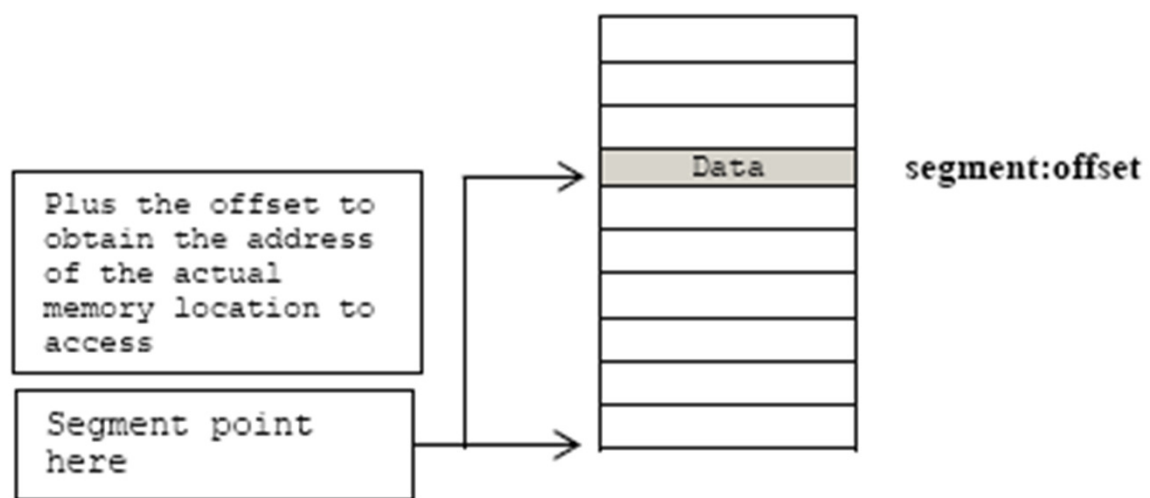 Data
segment:offset
Plus the offset to
obtain the address
of the actual
memory location to
access
Segment point
here